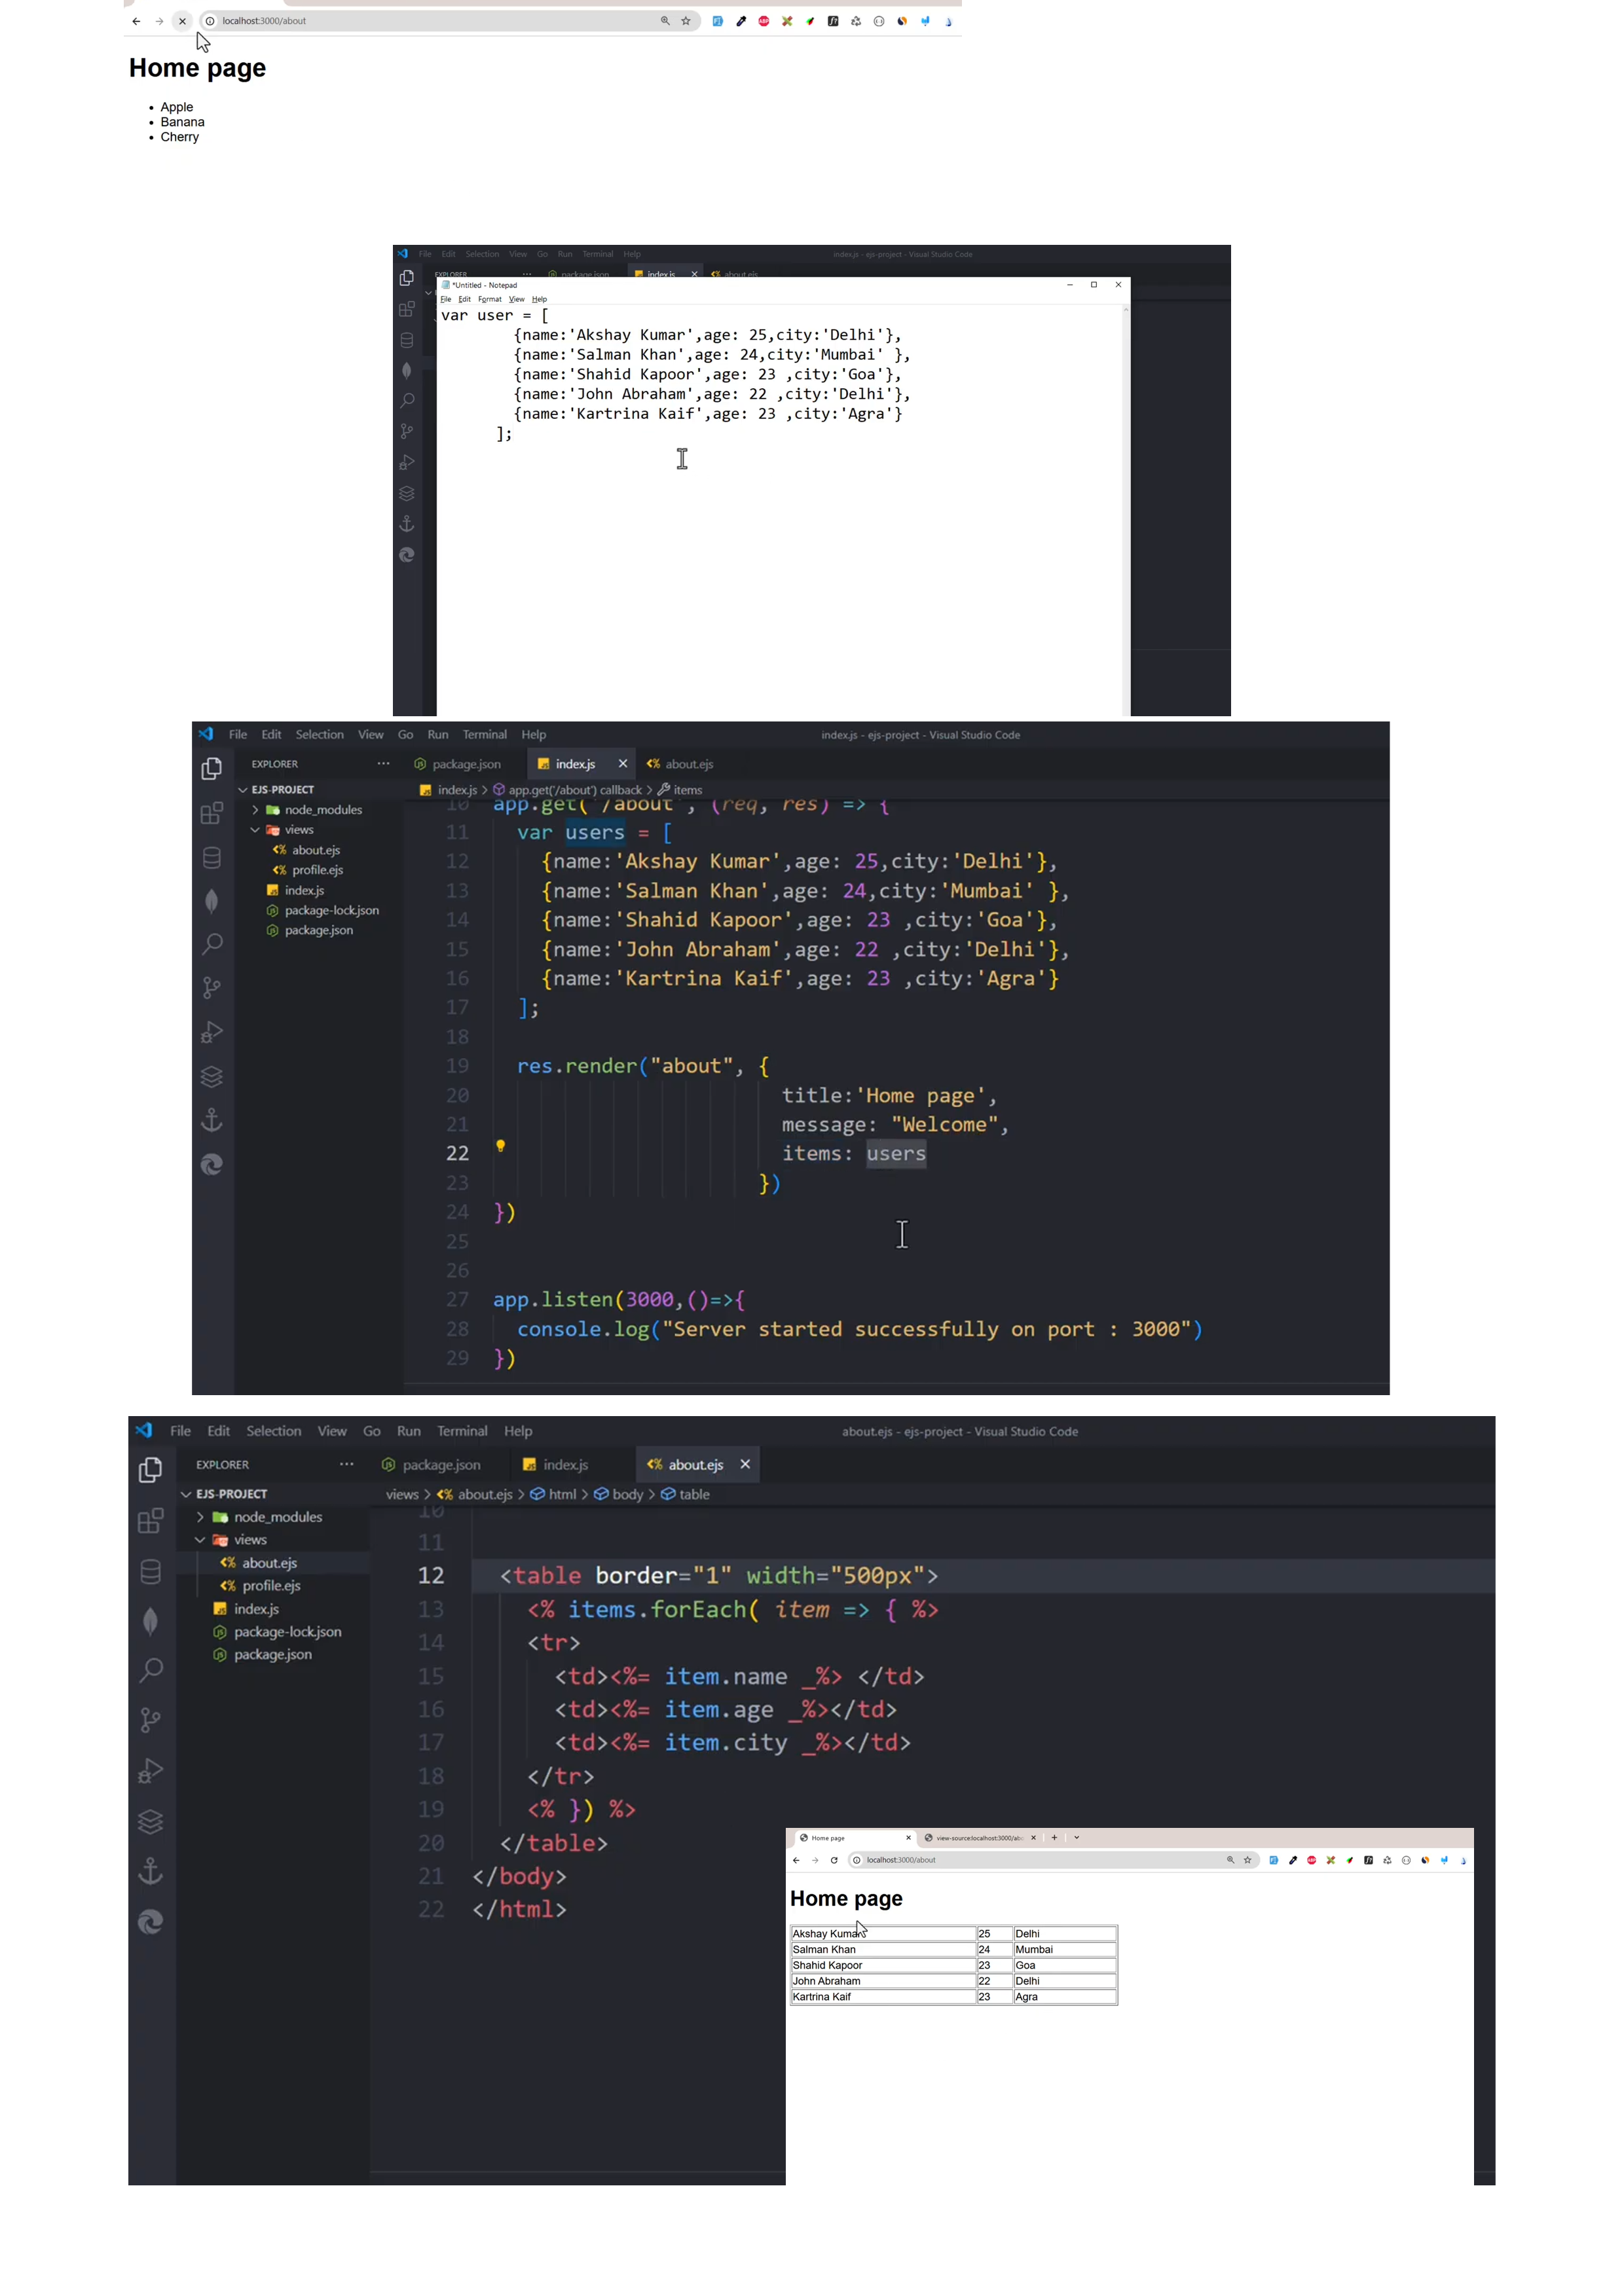 localhost:3000/about
Home page
Apple
Banana
Cherry
File Edit Selection View Go Run Terminal Help
index.js - ejs-project - Visual Studio Code
EXPLORER
package.json
index.js
about.ejs
*Untitled - Notepad
File Edit Format View Help
var user = [
{name:'Akshay Kumar',age: 25,city:'Delhi'},
{name:'Salman Khan',age: 24,city:'Mumbai' },
{name:'Shahid Kapoor',age: 23 ,city:'Goa'},
{name:'John Abraham',age: 22 ,city:'Delhi'},
{name:'Kartrina Kaif',age: 23 ,city:'Agra'}
];
File Edit Selection View Go Run Terminal Help
index.js - ejs-project - Visual Studio Code
EXPLORER ...
package.json
index.js
about.ejs
EJS-PROJECT
node_modules
views
about.ejs
profile.ejs
index.js
package-lock.json
package.json
index.js > app.get('/about') callback > items
10 app.get( '/about', (req, res) => {
11 var users = [
12 {name:'Akshay Kumar',age: 25,city:'Delhi'},
13 {name:'Salman Khan',age: 24,city:'Mumbai' },
14 {name:'Shahid Kapoor',age: 23 ,city:'Goa'},
15 {name:'John Abraham',age: 22 ,city:'Delhi'},
16 {name:'Kartrina Kaif',age: 23 ,city:'Agra'}
17 ];
18
19 res.render("about", {
20 title:'Home page',
21 message: "Welcome",
22 items: users
23 })
24 })
25
26
27 app.listen(3000,()=>{
28 console.log("Server started successfully on port : 3000")
29 })
File Edit Selection View Go Run Terminal Help
about.ejs - ejs-project - Visual Studio Code
EXPLORER ...
package.json
index.js
about.ejs
EJS-PROJECT
node_modules
views
about.ejs
profile.ejs
index.js
package-lock.json
package.json
views > about.ejs > html > body > table
10
11
12 <table border="1" width="500px">
13 <% items.forEach( item => { %>
14 <tr>
15 <td><%= item.name _%> </td>
16 <td><%= item.age _%></td>
17 <td><%= item.city _%></td>
18 </tr>
19 <% }) %>
20 </table>
21 </body>
22 </html>
Home page
view-source:localhost:3000/ab
localhost:3000/about
Home page
Akshay Kumar 25 Delhi
Salman Khan 24 Mumbai
Shahid Kapoor 23 Goa
John Abraham 22 Delhi
Kartrina Kaif 23 Agra